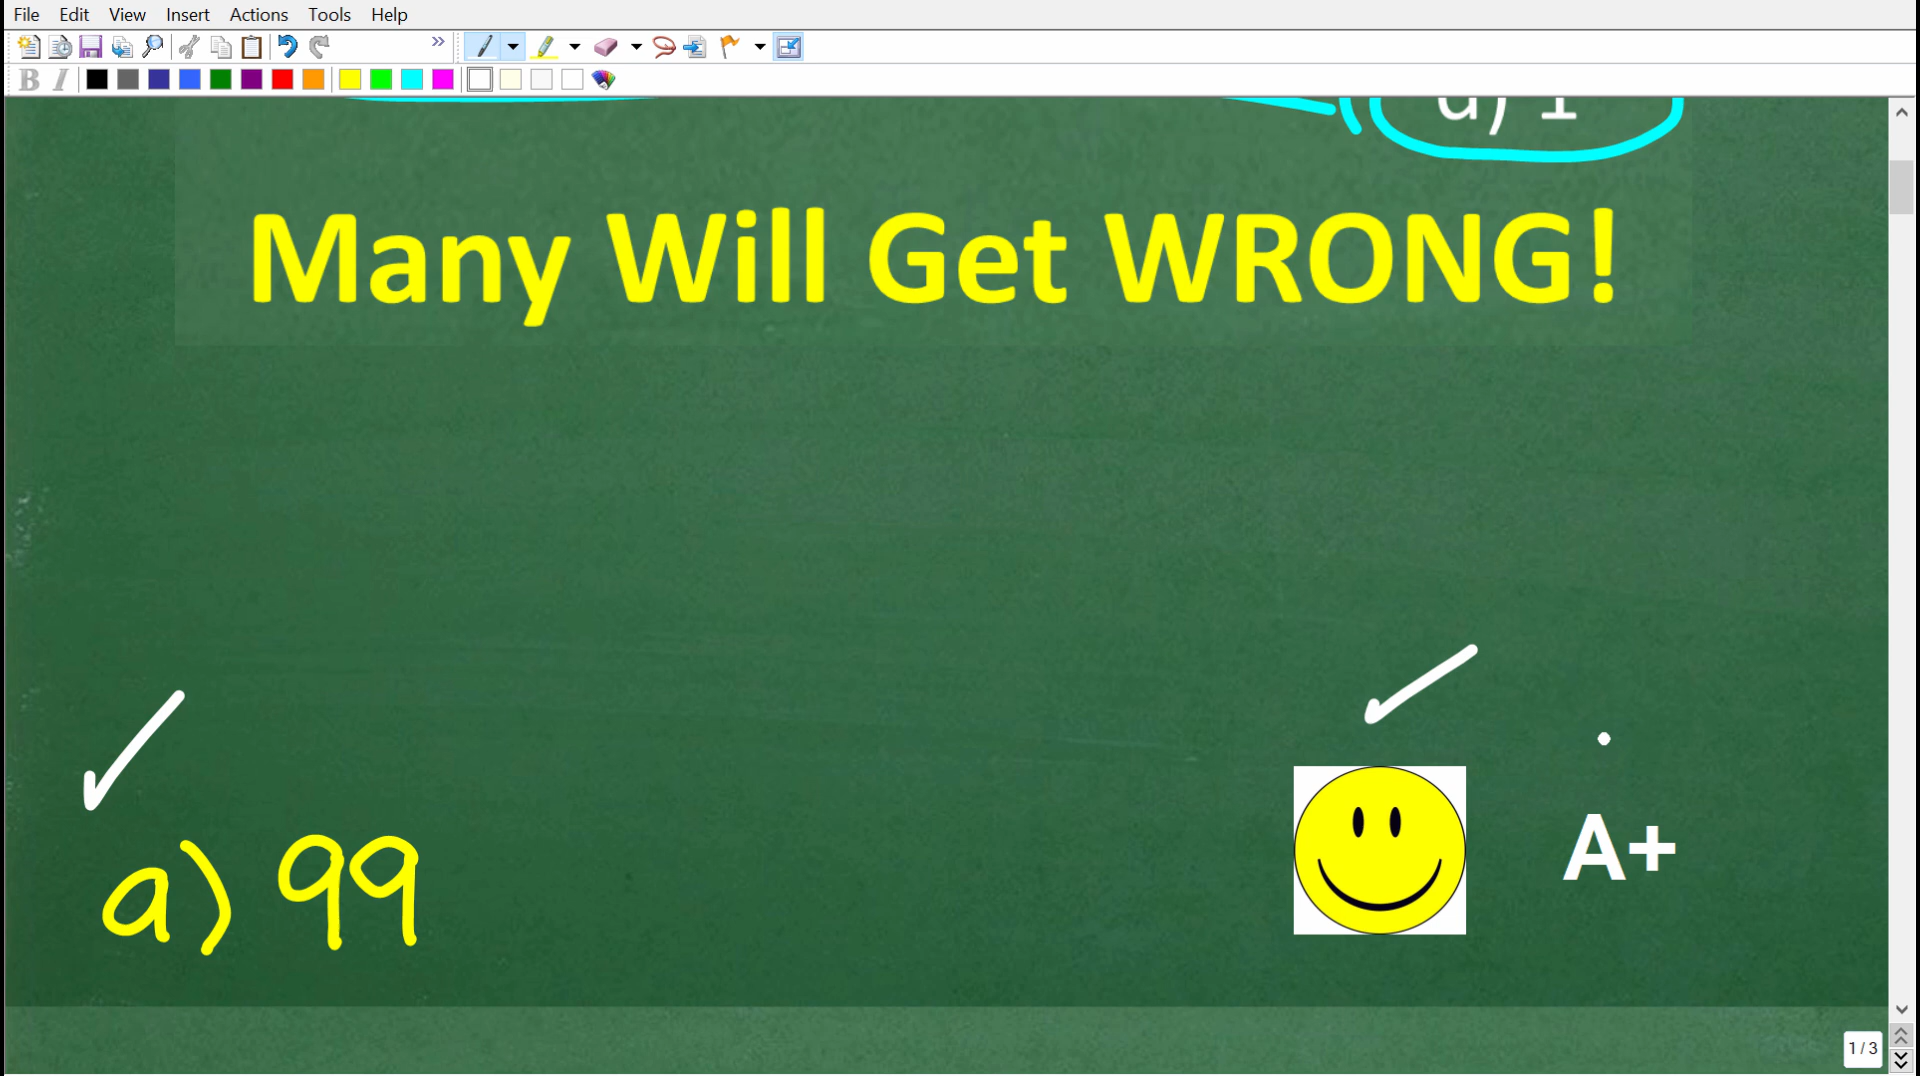 File Edit View Insert Actions Tools Help
B I
Many Will Get WRONG!
a) 99
A+
1 / 3